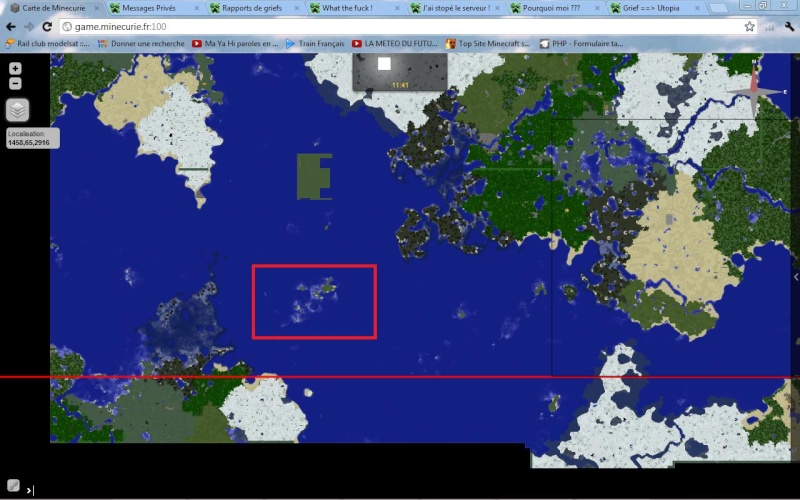 Carte de Minecurie
Messages Privés
Rapports de griefs
What the fuck !
J'ai stopé le serveur !
Pourquoi moi ???
Grief ==> Utopia
game.minecurie.fr:100
Rail club modelsat ::...
Donner une recherche
Ma Ya Hi paroles en ...
Train Français
LA METEO DU FUTU...
Top Site Minecraft s...
PHP - Formulaire ta...
11:41
N
E
Localisation:
1458,65,2916